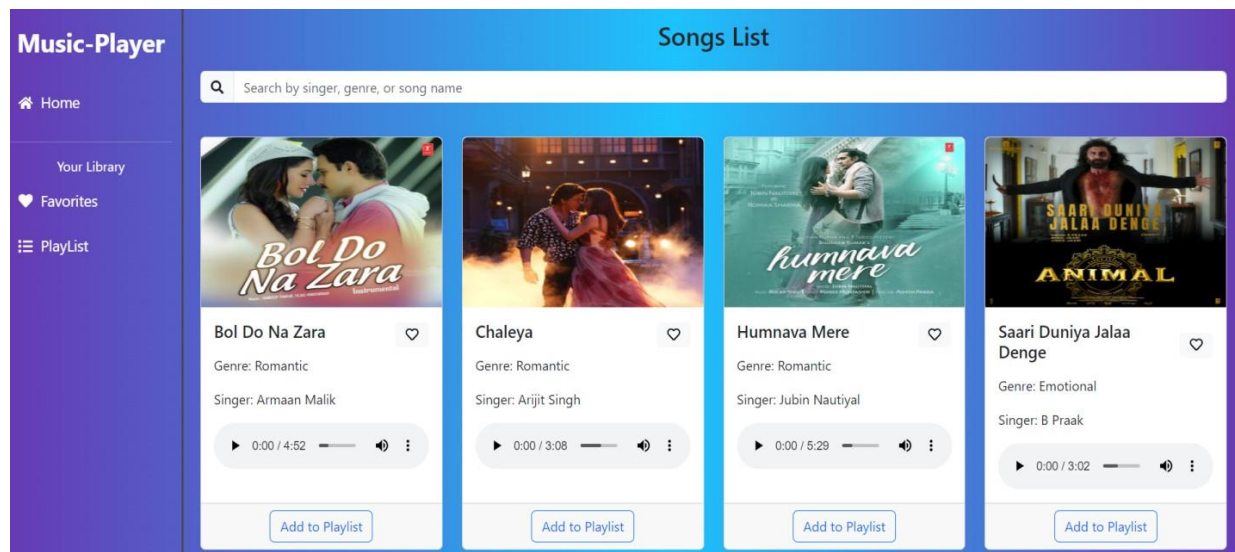 Music-Player
Home
Your Library
Favorites
PlayList
Songs List
Search by singer, genre, or song name
Bol Do
Na Zara
Instrumental
Bol Do Na Zara
Genre: Romantic
Singer: Armaan Malik
0:00 / 4:52
Add to Playlist
Chaleya
Genre: Romantic
Singer: Arijit Singh
0:00 / 3:08
Add to Playlist
humnava
mere
Humnava Mere
Genre: Romantic
Singer: Jubin Nautiyal
0:00 / 5:29
Add to Playlist
SAARI DUNIYA
JALAA DENGE
ANIMAL
Saari Duniya Jalaa
Denge
Genre: Emotional
Singer: B Praak
0:00 / 3:02
Add to Playlist